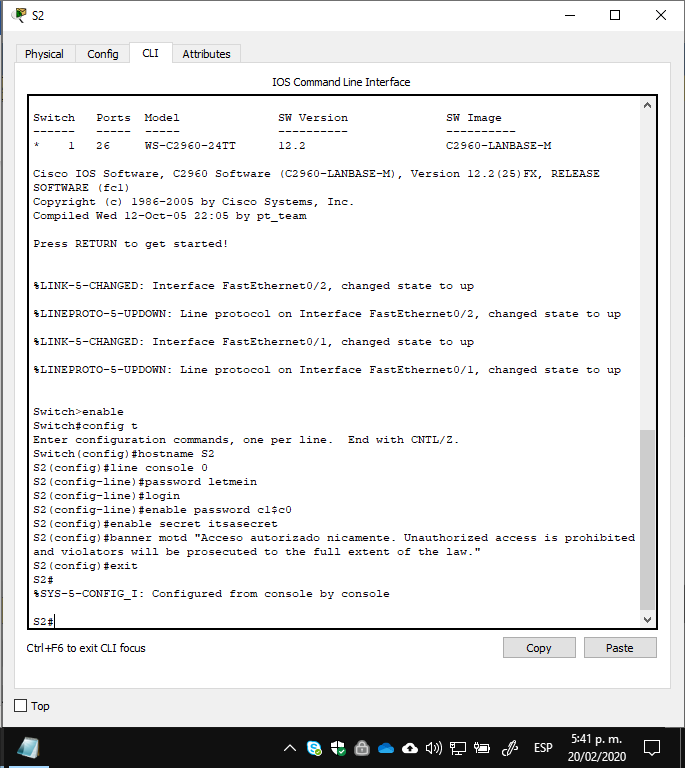 S2
Physical Config CLI Attributes
IOS Command Line Interface
Switch   Ports  Model              SW Version              SW Image
------   -----  -----              ----------              ----------
*    1   26     WS-C2960-24TT      12.2                    C2960-LANBASE-M
Cisco IOS Software, C2960 Software (C2960-LANBASE-M), Version 12.2(25)FX, RELEASE
SOFTWARE (fc1)
Copyright (c) 1986-2005 by Cisco Systems, Inc.
Compiled Wed 12-Oct-05 22:05 by pt_team
Press RETURN to get started!
%LINK-5-CHANGED: Interface FastEthernet0/2, changed state to up
%LINEPROTO-5-UPDOWN: Line protocol on Interface FastEthernet0/2, changed state to up
%LINK-5-CHANGED: Interface FastEthernet0/1, changed state to up
%LINEPROTO-5-UPDOWN: Line protocol on Interface FastEthernet0/1, changed state to up
Switch>enable
Switch#config t
Enter configuration commands, one per line.  End with CNTL/Z.
Switch(config)#hostname S2
S2(config)#line console 0
S2(config-line)#password letmein
S2(config-line)#login
S2(config-line)#enable password c1$c0
S2(config)#enable secret itsasecret
S2(config)#banner motd "Acceso autorizado nicamente. Unauthorized access is prohibited
and violators will be prosecuted to the full extent of the law."
S2(config)#exit
S2#
%SYS-5-CONFIG_I: Configured from console by console
S2#
Ctrl+F6 to exit CLI focus
Copy Paste
Top
ESP
5:41 p. m.
20/02/2020